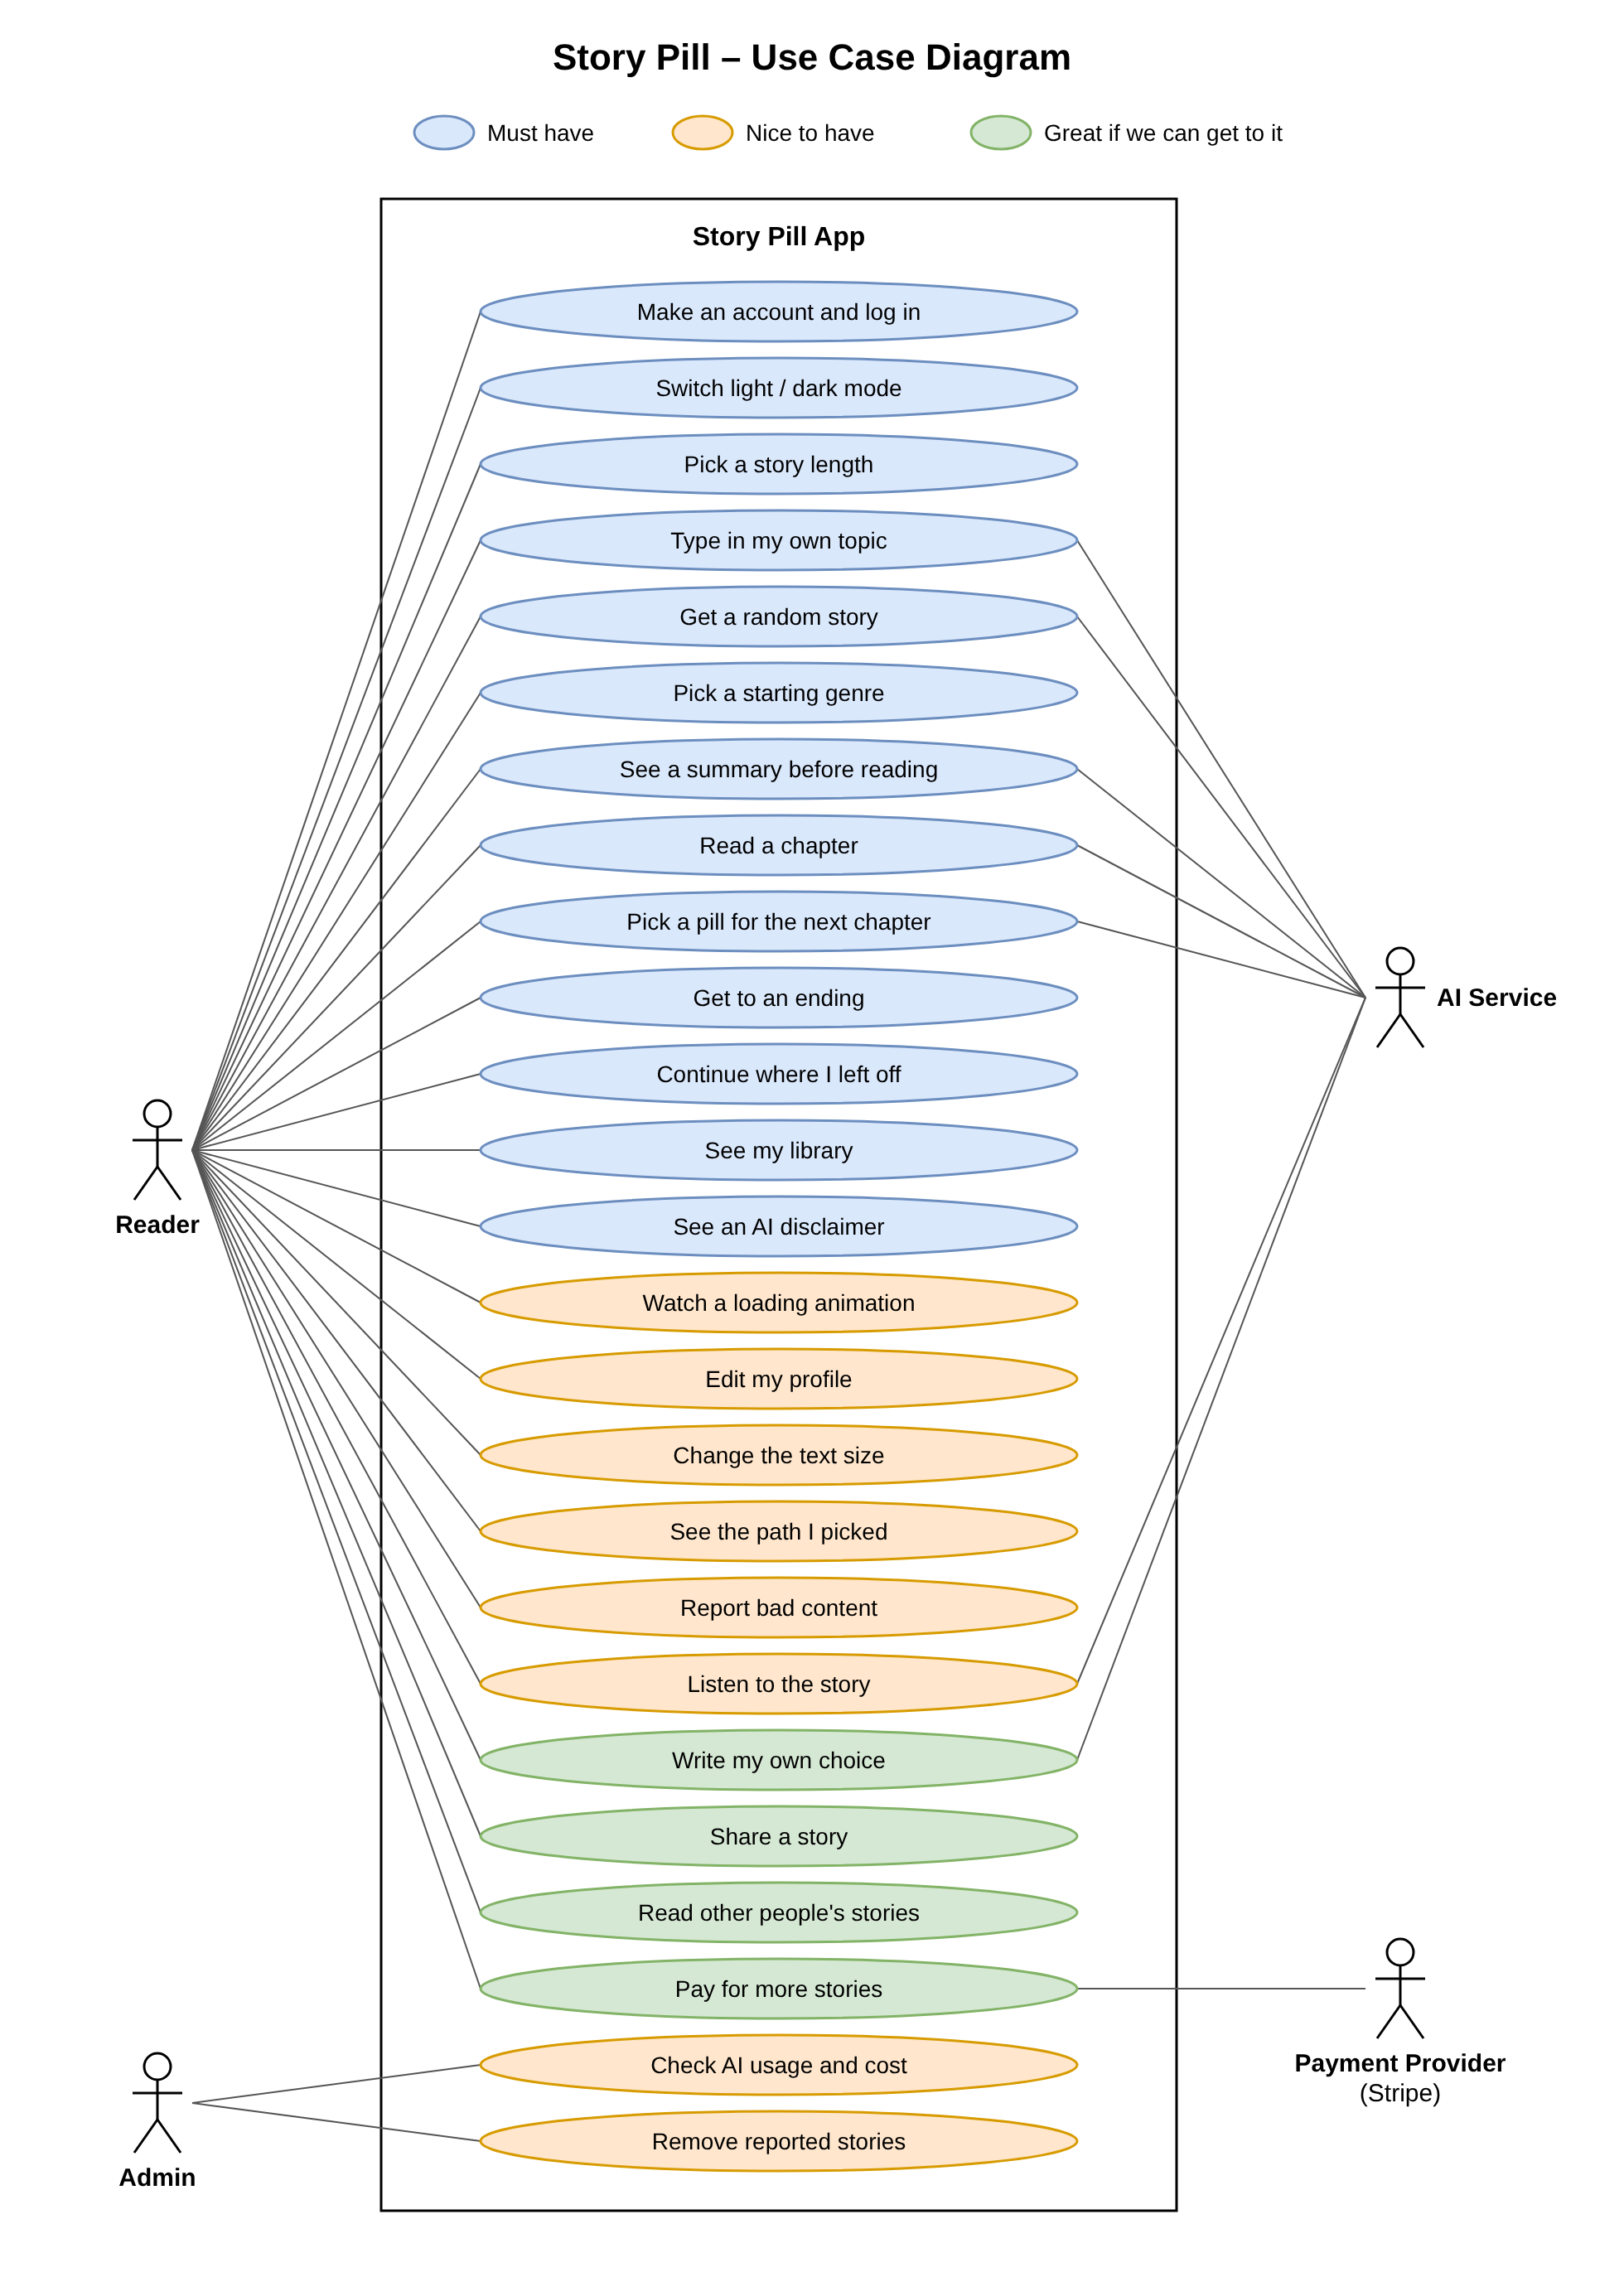 Story Pill – Use Case Diagram
Must have
Nice to have
Great if we can get to it
Story Pill App
Make an account and log in
Switch light / dark mode
Pick a story length
Type in my own topic
Get a random story
Pick a starting genre
See a summary before reading
Read a chapter
Pick a pill for the next chapter
Get to an ending
AI Service
Continue where I left off
See my library
Reader
See an AI disclaimer
Watch a loading animation
Edit my profile
Change the text size
See the path I picked
Report bad content
Listen to the story
Write my own choice
Share a story
Read other people's stories
Pay for more stories
Check AI usage and cost
Payment Provider
(Stripe)
Remove reported stories
Admin